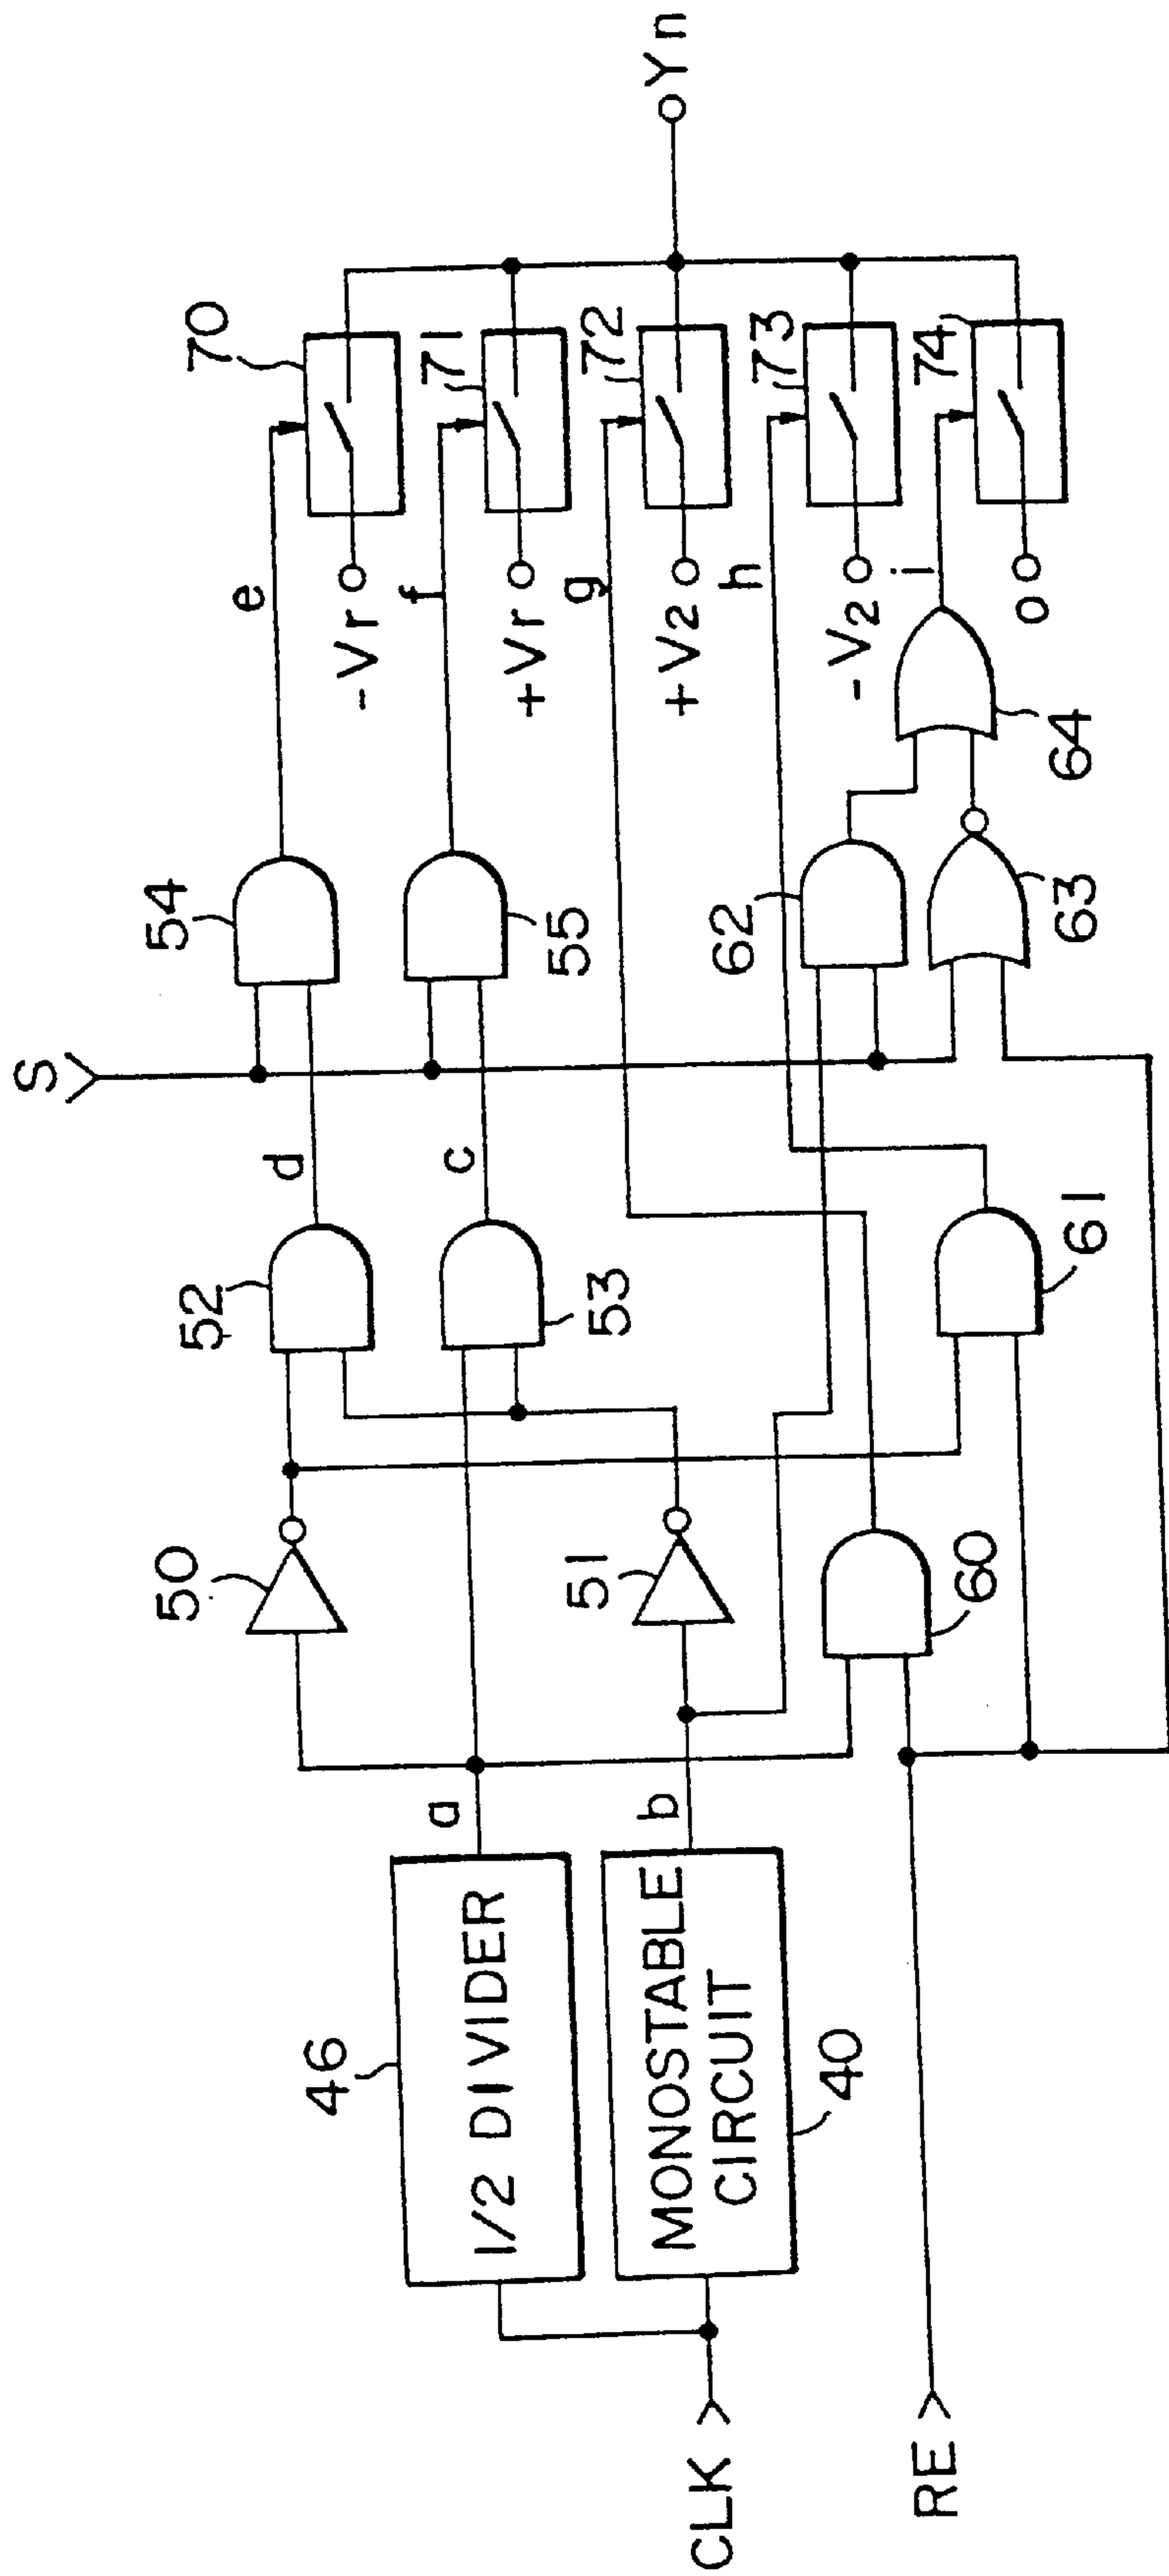 S
54
d
e
70
-Vr
52
50
55
c
f
71
+Vr
53
46
1/2 DIVIDER
a
g
72
+V2
Yn
51
MONOSTABLE
CIRCUIT
b
40
62
h
73
-V2
60
61
63
64
i
74
0
CLK
RE